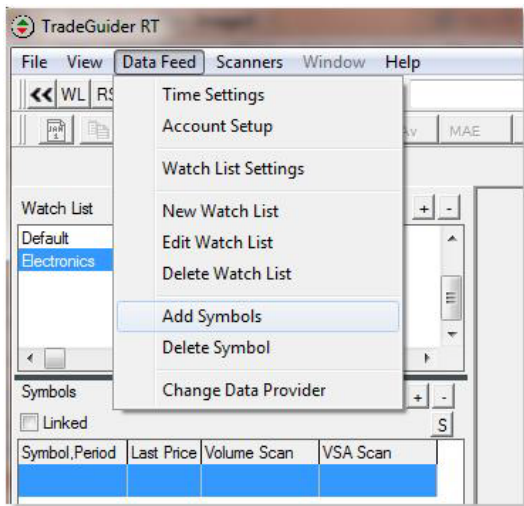 TradeGuider RT
File View Data Feed Scanners Window Help
WL
Time Settings
Account Setup
MAE
Watch List Settings
Watch List + -
New Watch List
Default
Edit Watch List
Electronics
Delete Watch List
Add Symbols
Delete Symbol
Symbols + -
Change Data Provider
Linked S
Symbol,Period Last Price Volume Scan VSA Scan